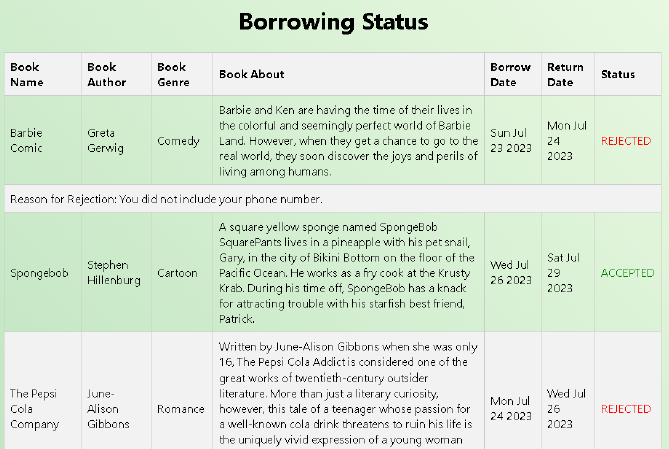 Borrowing Status
Book Name
Book Author
Book Genre
Book About
Borrow Date
Return Date
Status
Barbie Comic
Greta Gerwig
Comedy
Barbie and Ken are having the time of their lives in
the colorful and seemingly perfect world of Barbie
Land. However, when they get a chance to go to the
real world, they soon discover the joys and perils of
living among humans.
Sun Jul 23 2023
Mon Jul 24 2023
REJECTED
Reason for Rejection: You did not include your phone number.
Spongebob
Stephen Hillenburg
Cartoon
A square yellow sponge named SpongeBob
SquarePants lives in a pineapple with his pet snail,
Gary, in the city of Bikini Bottom on the floor of the
Pacific Ocean. He works as a fry cook at the Krusty
Krab. During his time off, SpongeBob has a knack
for attracting trouble with his starfish best friend,
Patrick.
Wed Jul 26 2023
Sat Jul 29 2023
ACCEPTED
The Pepsi Cola Company
June-Alison Gibbons
Romance
Written by June-Alison Gibbons when she was only
16, The Pepsi Cola Addict is considered one of the
great works of twentieth-century outsider
literature. More than just a literary curiosity,
however, this tale of a teenager whose passion for
a well-known cola drink threatens to ruin his life is
the uniquely vivid expression of a young woman
Mon Jul 24 2023
Wed Jul 26 2023
REJECTED